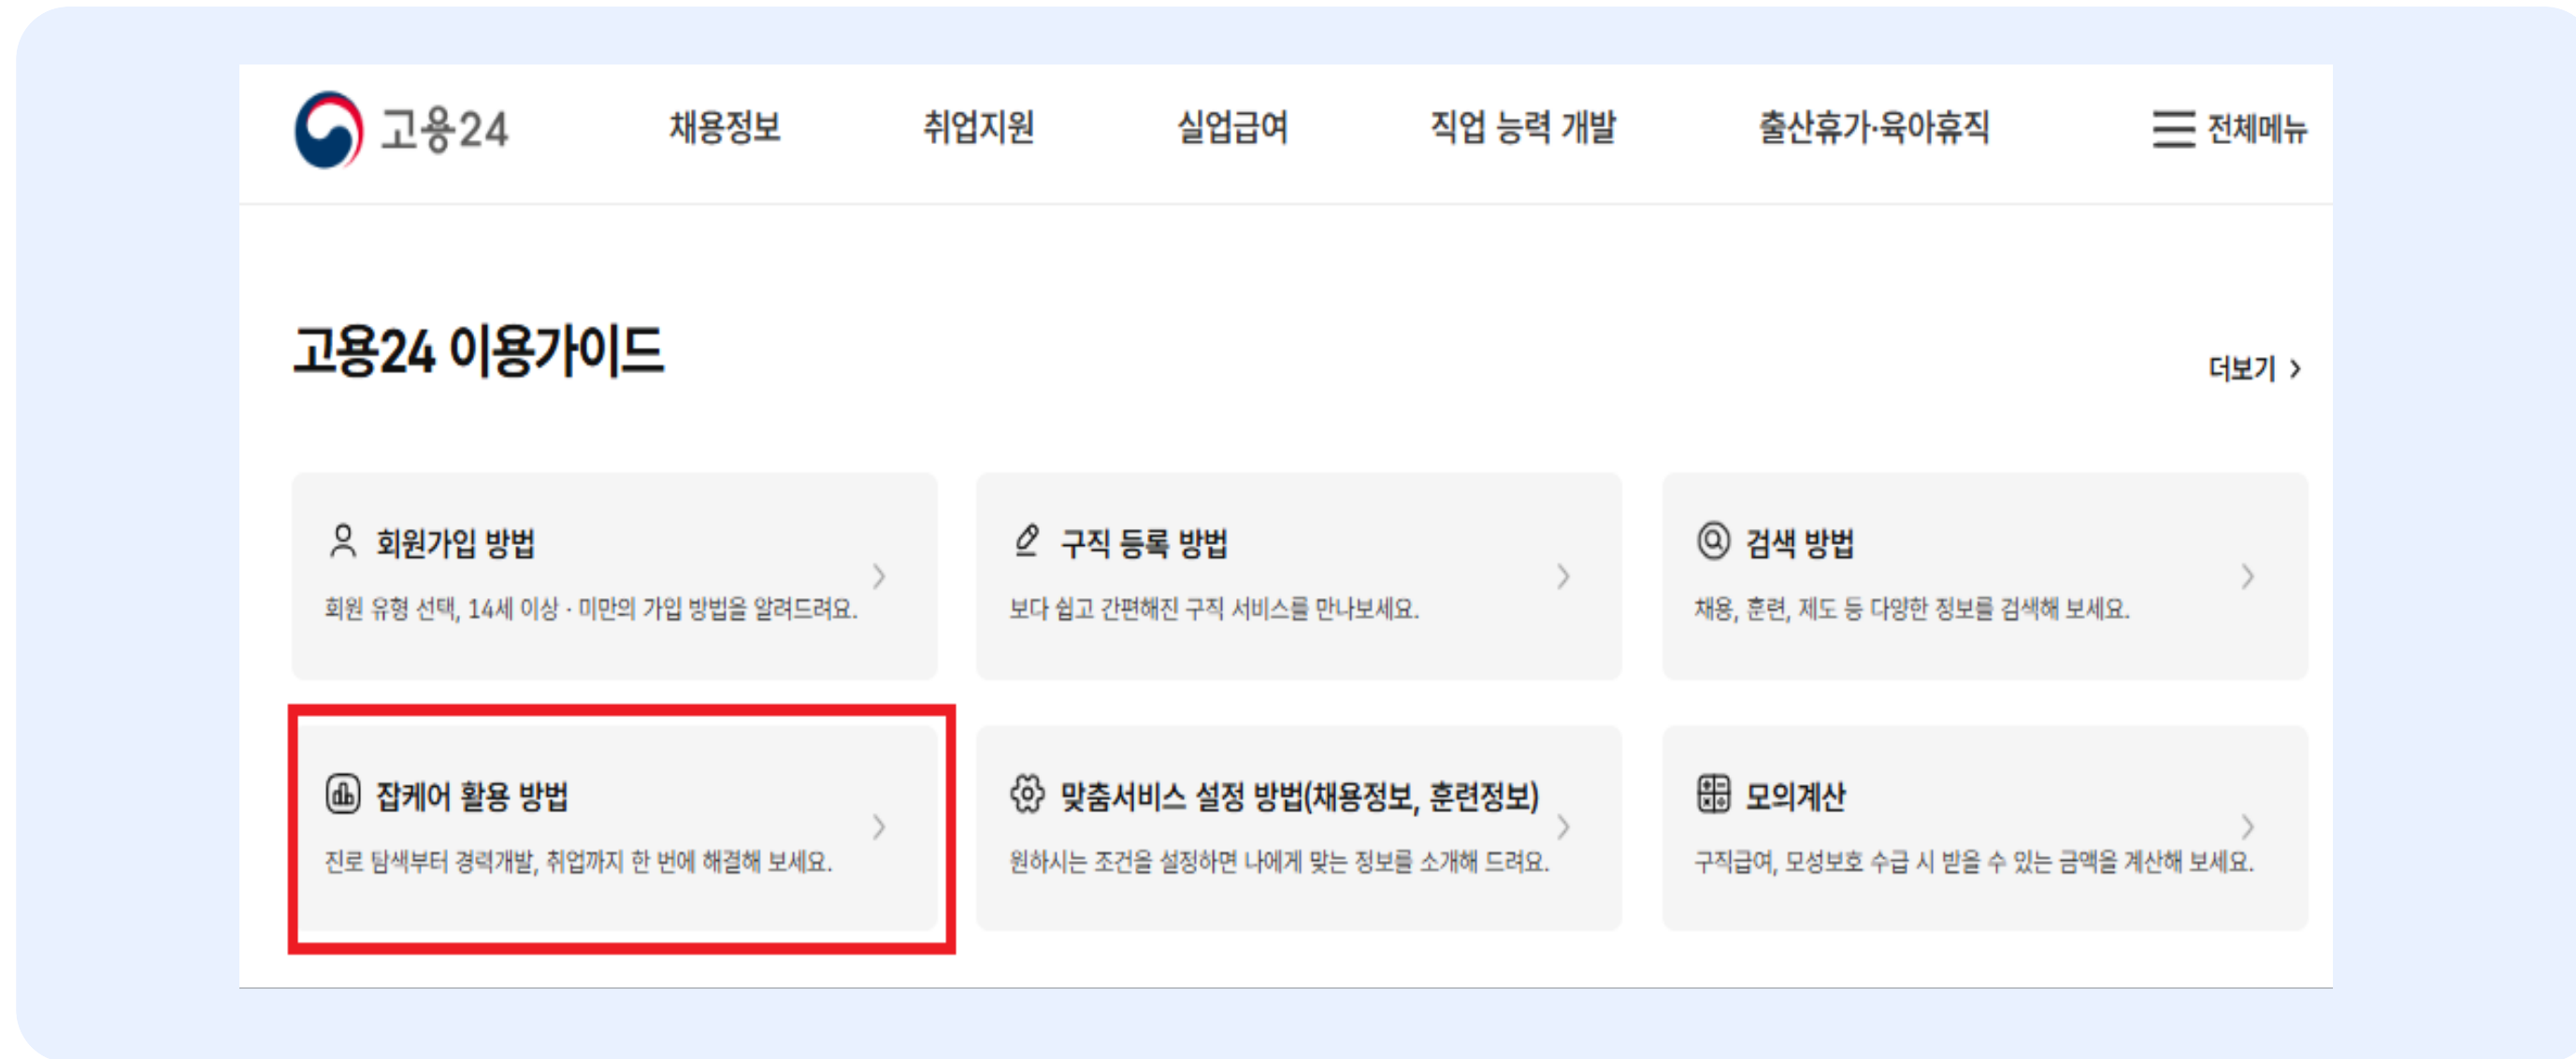 고용24
채용정보
취업지원
실업급여
직업 능력 개발
출산휴가·육아휴직
전체메뉴
고용24 이용가이드
더보기 >
회원가입 방법
회원 유형 선택, 14세 이상 · 미만의 가입 방법을 알려드려요.
구직 등록 방법
보다 쉽고 간편해진 구직 서비스를 만나보세요.
검색 방법
채용, 훈련, 제도 등 다양한 정보를 검색해 보세요.
잡케어 활용 방법
진로 탐색부터 경력개발, 취업까지 한 번에 해결해 보세요.
맞춤서비스 설정 방법(채용정보, 훈련정보)
원하시는 조건을 설정하면 나에게 맞는 정보를 소개해 드려요.
모의계산
구직급여, 모성보호 수급 시 받을 수 있는 금액을 계산해 보세요.